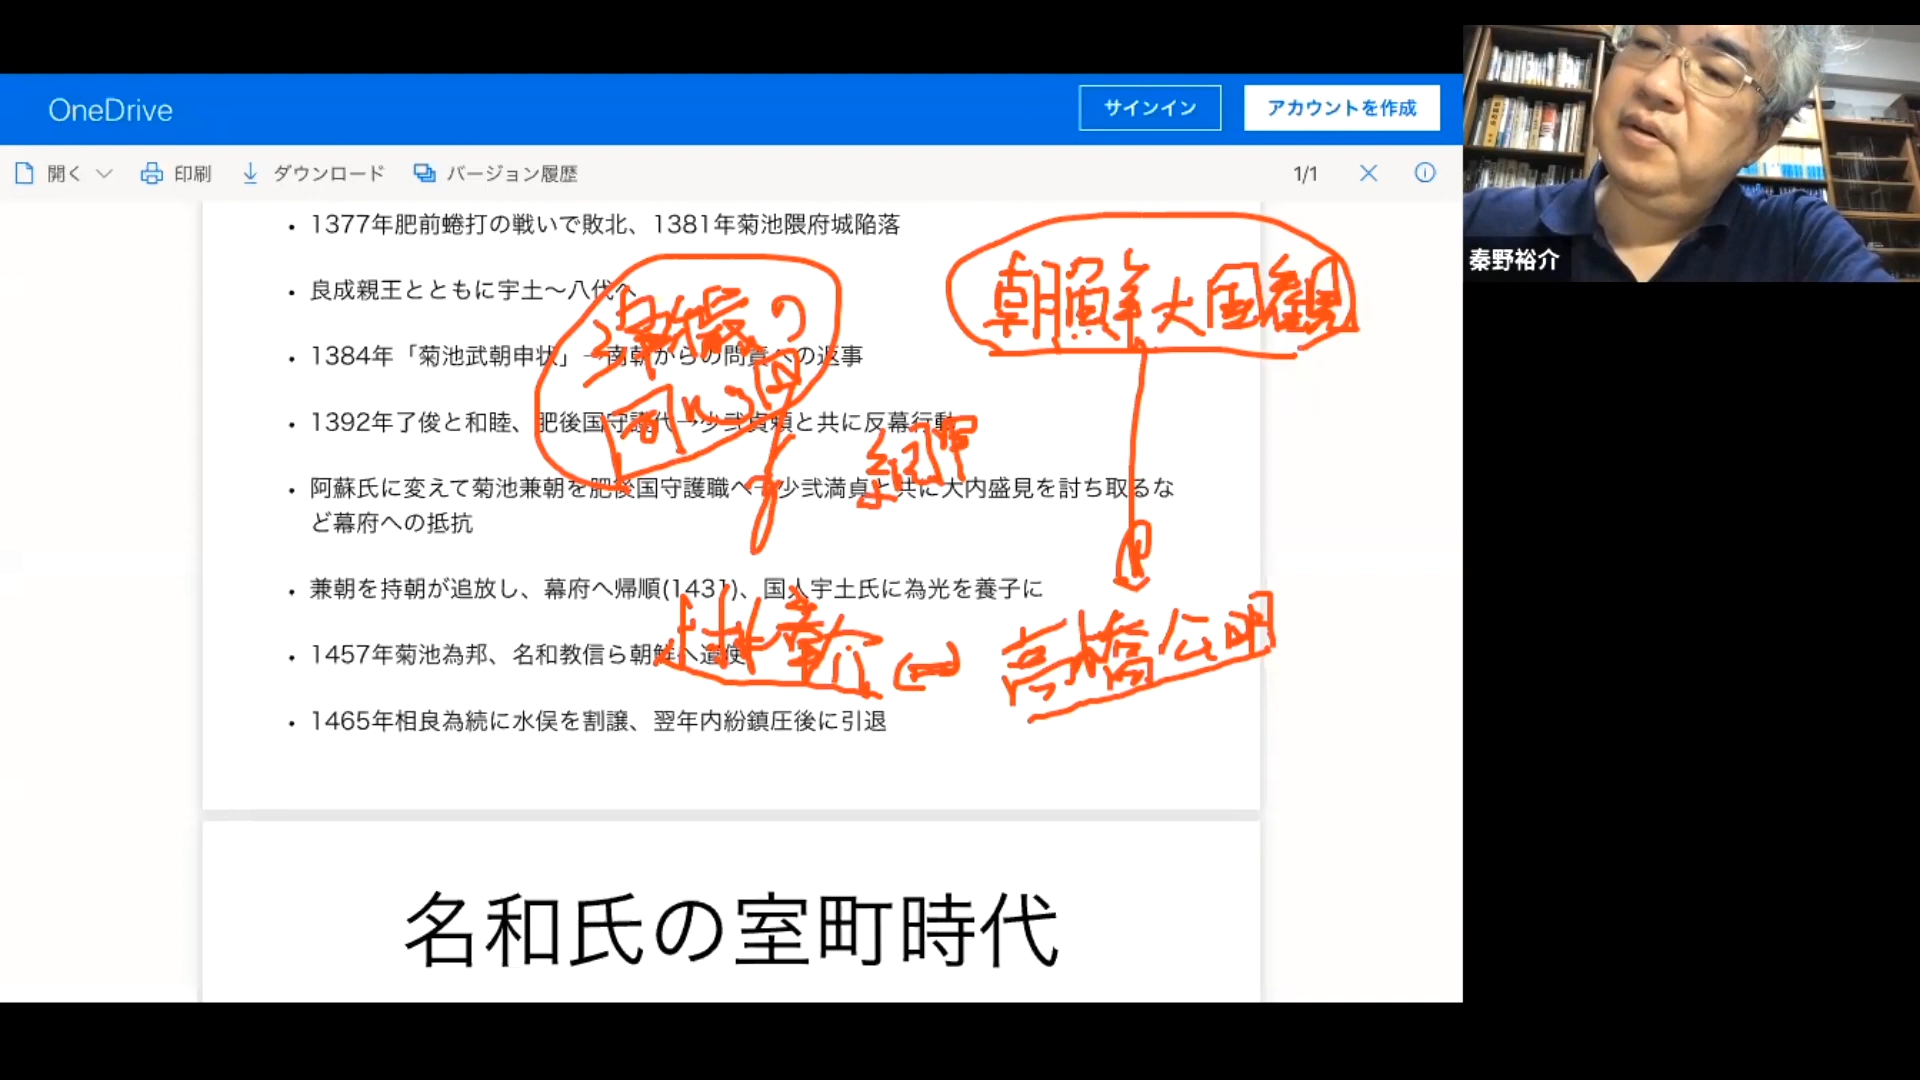 OneDrive
サインイン
アカウントを作成
開く
印刷
ダウンロード
バージョン履歴
1/1
1377年肥前蜷打の戦いで敗北、1381年菊池隈府城陥落
良成親王とともに宇土〜八代へ
1384年「菊池武朝申状」→南朝からの問責への返事
1392年了俊と和睦、肥後国守護代→少弐貞頼と共に反幕行動
阿蘇氏に変えて菊池兼朝を肥後国守護職へ→少弐満貞と共に大内盛見を討ち取るな
ど幕府への抵抗
兼朝を持朝が追放し、幕府へ帰順(1431)、国人宇土氏に為光を養子に
1457年菊池為邦、名和教信ら朝鮮へ遣使
1465年相良為続に水俣を割譲、翌年内紛鎮圧後に引退
朝鮮大国観
高橋公明
名和氏の室町時代
秦野裕介